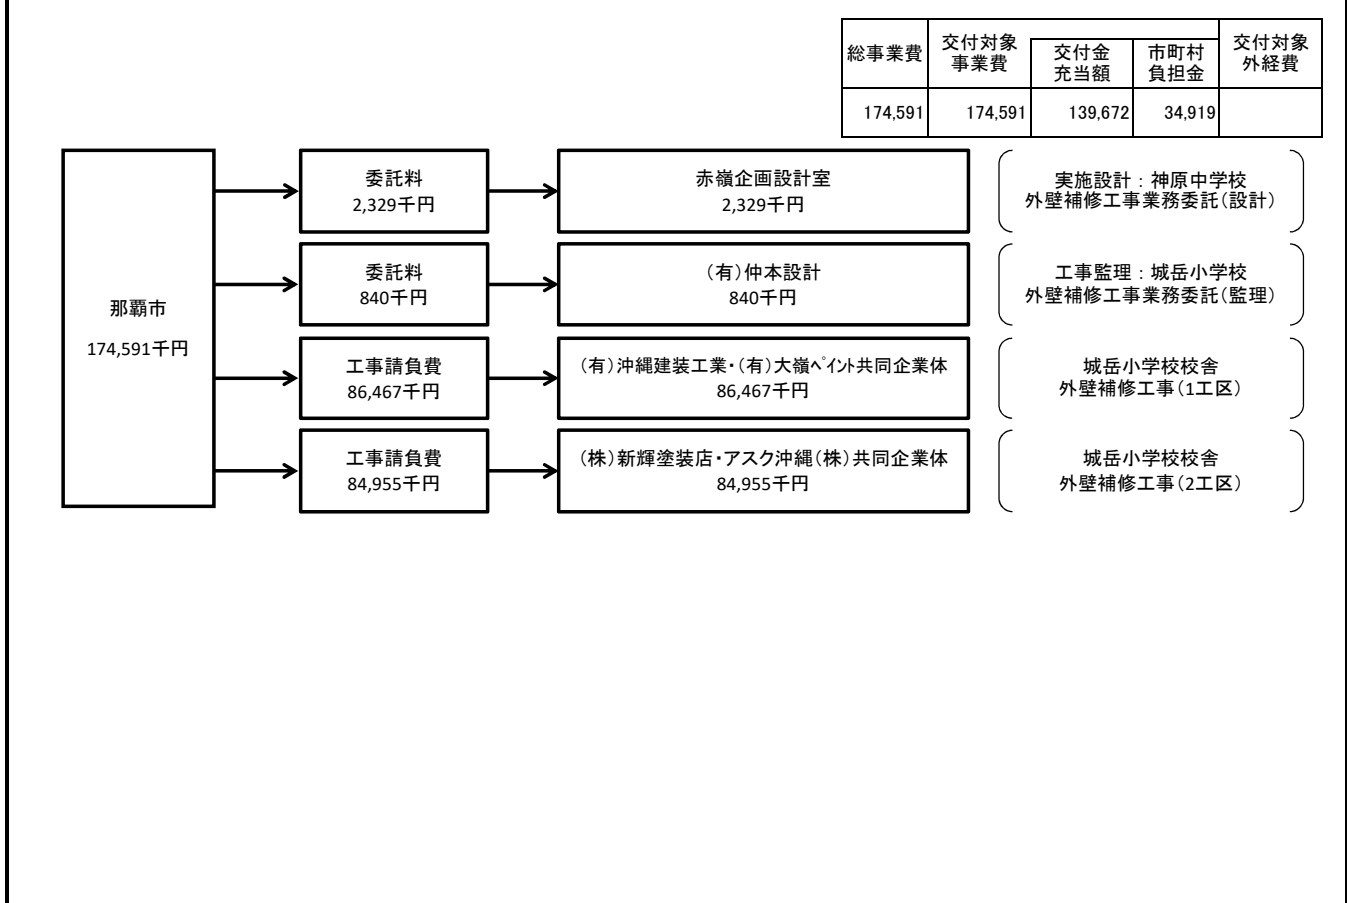 総事業費
交付対象
事業費
交付金
充当額
市町村
負担金
交付対象
外経費
174,591
174,591
139,672
34,919
那覇市
174,591千円
委託料
2,329千円
赤嶺企画設計室
2,329千円
実施設計：神原中学校
外壁補修工事業務委託(設計)
委託料
840千円
(有)仲本設計
840千円
工事監理：城岳小学校
外壁補修工事業務委託(監理)
工事請負費
86,467千円
(有)沖縄建装工業・(有)大嶺ﾍﾟｲﾝﾄ共同企業体
86,467千円
城岳小学校校舎
外壁補修工事(1工区)
工事請負費
84,955千円
(株)新輝塗装店・アスク沖縄(株)共同企業体
84,955千円
城岳小学校校舎
外壁補修工事(2工区)